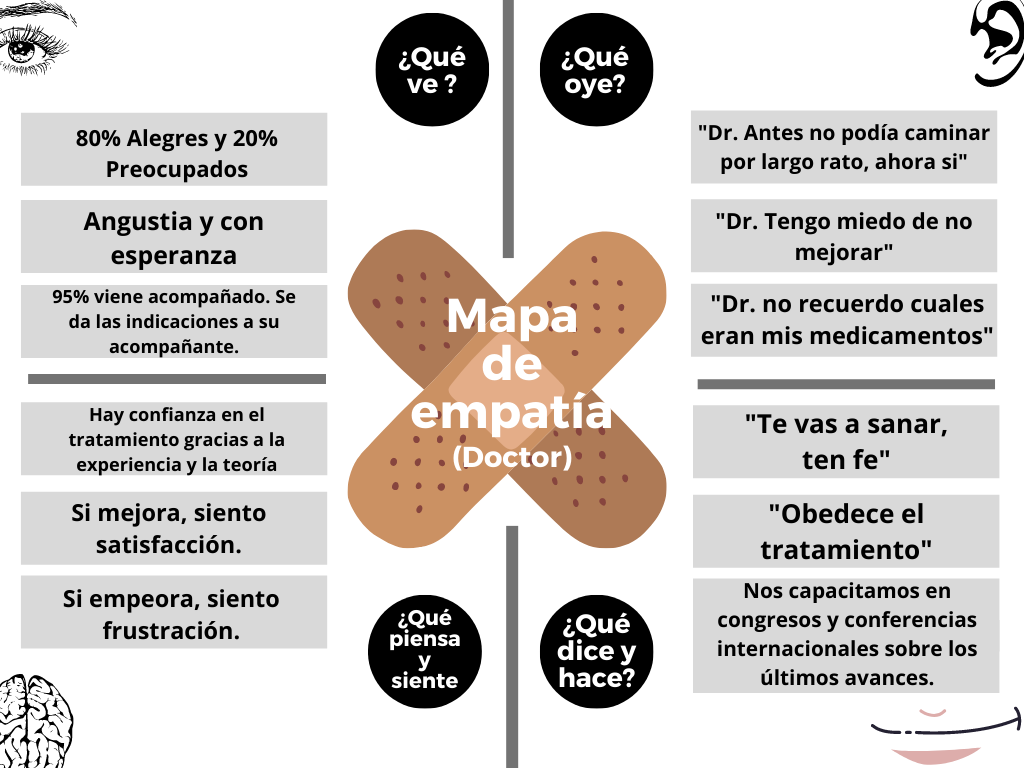 ¿Qué
ve ?
80% Alegres y 20%
Preocupados
Angustia y con
esperanza
95% viene acompañado. Se
da las indicaciones a su
acompañante.
¿Qué
oye?
"Dr. Antes no podía caminar
por largo rato, ahora si"
"Dr. Tengo miedo de no
mejorar"
"Dr. no recuerdo cuales
eran mis medicamentos"
Mapa
de
empatía
(Doctor)
Hay confianza en el
tratamiento gracias a la
experiencia y la teoría
Si mejora, siento
satisfacción.
Si empeora, siento
frustración.
¿Qué
piensa
y
siente
"Te vas a sanar,
ten fe"
"Obedece el
tratamiento"
Nos capacitamos en
congresos y conferencias
internacionales sobre los
últimos avances.
¿Qué
dice y
hace?